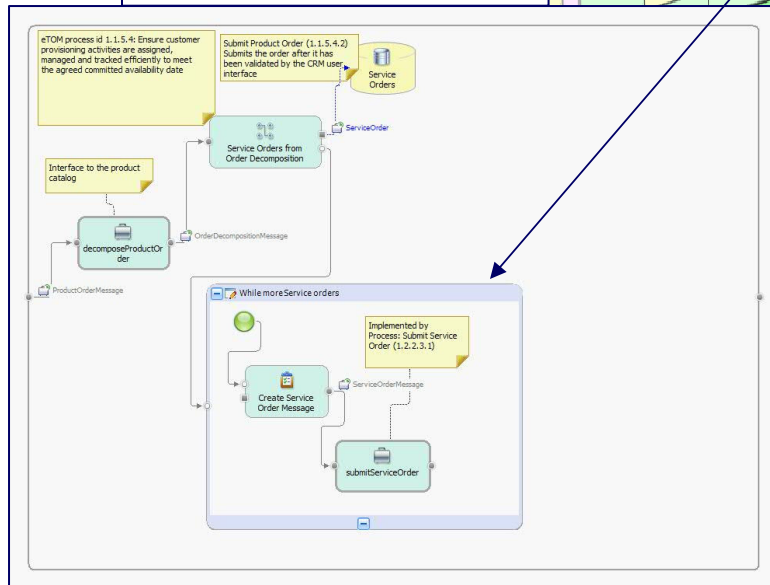 eTOM process id 1.1.5.4: Ensure customer
provisioning activities are assigned,
managed and tracked efficiently to meet
the agreed committed availability date
Submit Product Order (1.1.5.4.2)
Submits the order after it has
been validated by the CRM user
interface
Service
Orders
ServiceOrder
Service Orders from
Order Decomposition
Interface to the product
catalog
OrderDecompositionMessage
decomposeProductOr
der
ProductOrderMessage
While more Service orders
Implemented by
Process: Submit Service
Order (1.2.2.3.1)
ServiceOrderMessage
Create Service
Order Message
submitServiceOrder